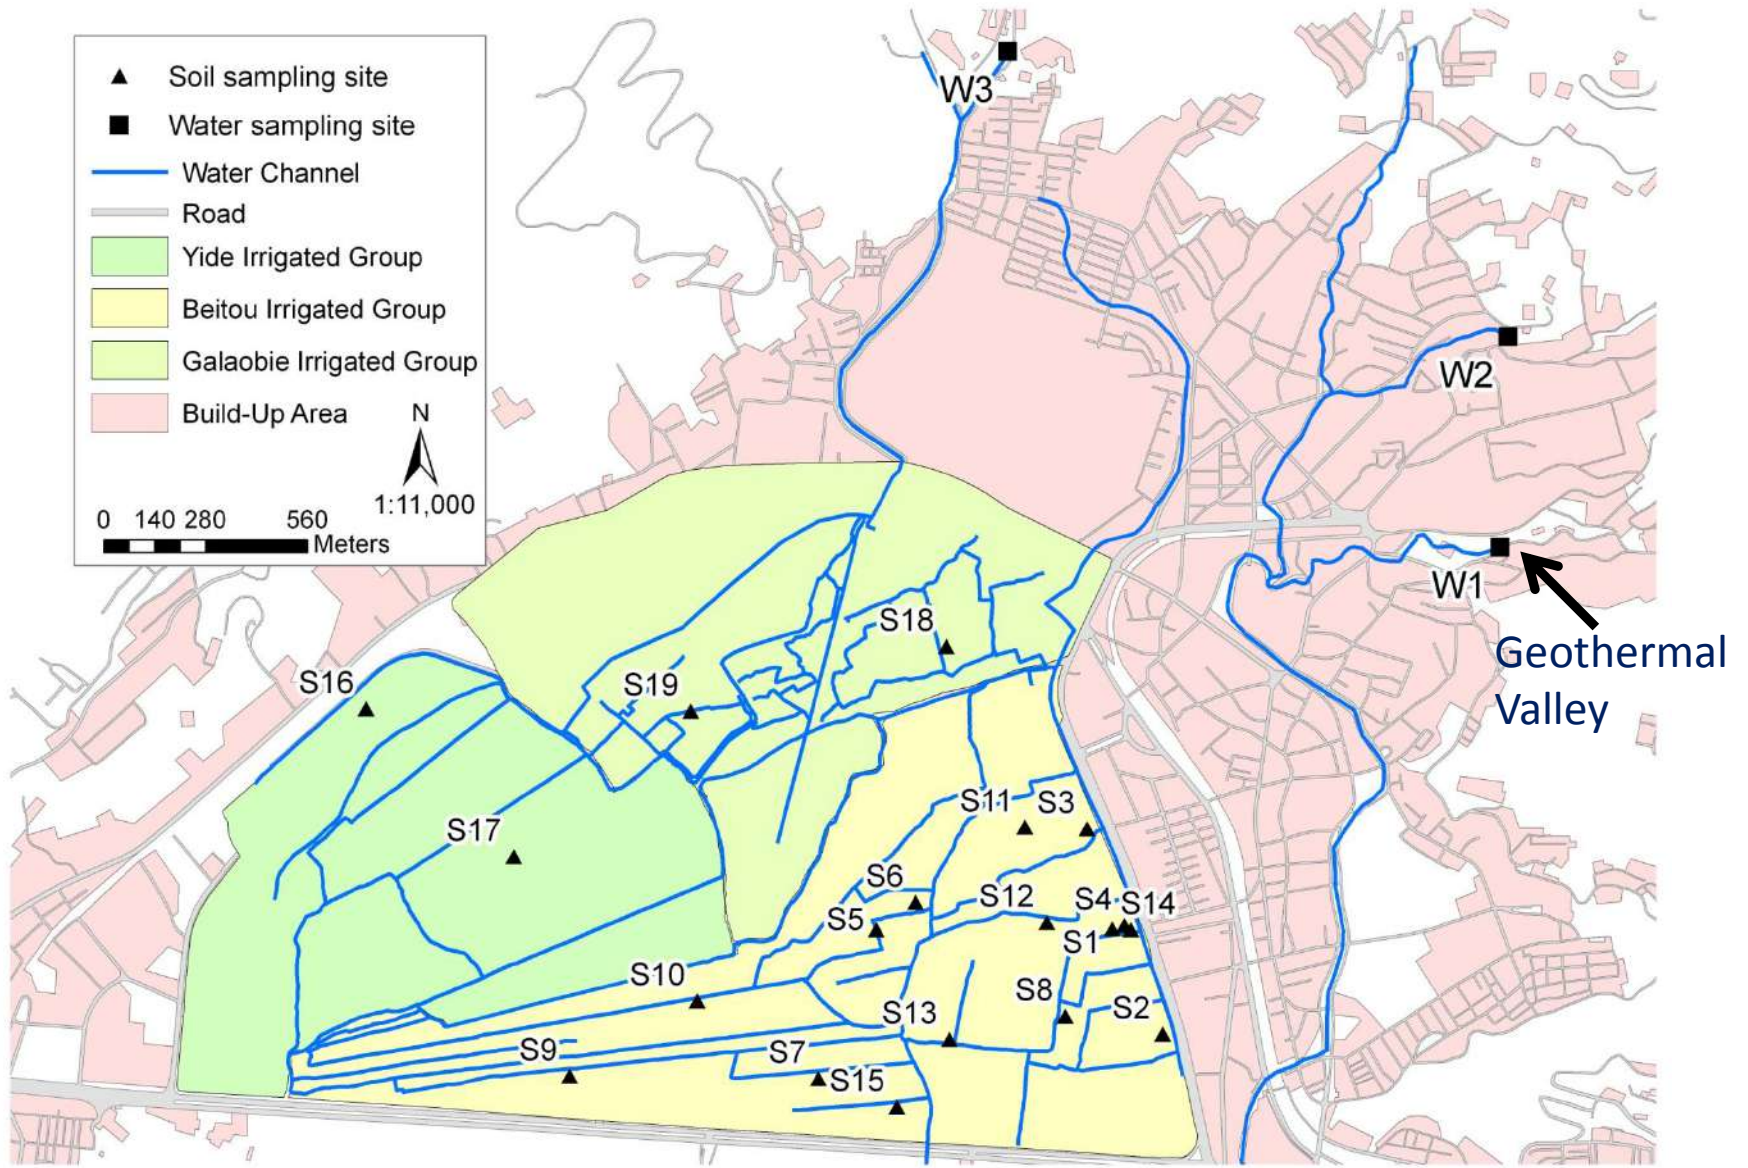 Soil sampling site
Water sampling site
Water Channel
Road
Yide Irrigated Group
Beitou Irrigated Group
Galaobie Irrigated Group
Build-Up Area
N
1:11,000
0 140 280 560
Meters
W3
W2
W1
Geothermal
Valley
S18
S16
S19
S11 S3
S17
S6
S12 S4 S14
S5
S1
S10
S8
S13 S2
S9 S7
S15